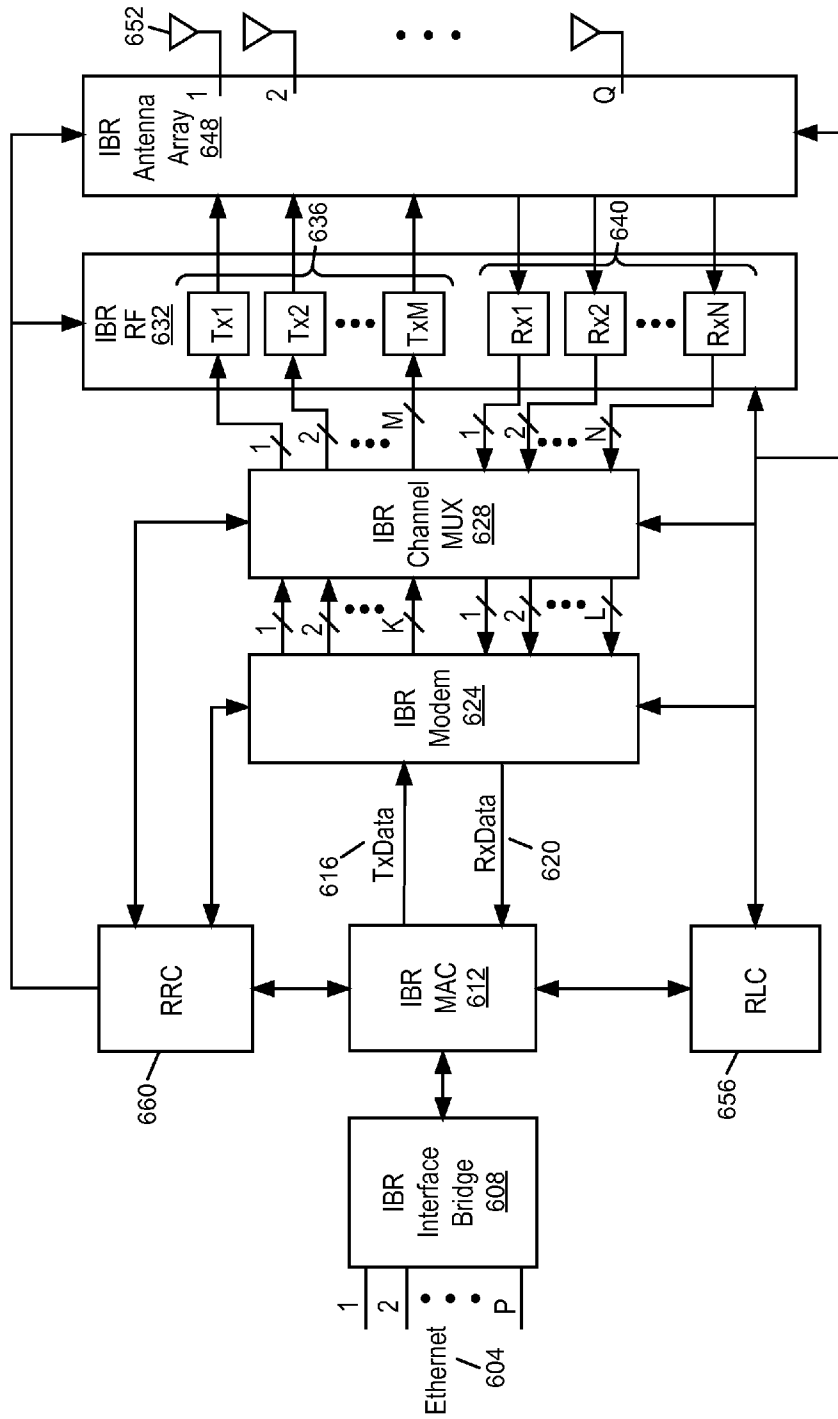 Ethernet
604
1
2
P
IBR
Interface
Bridge
608
660
RRC
IBR
MAC
612
RLC
656
616
TxData
RxData
620
IBR
Modem
624
1
2
K
1
2
L
IBR
Channel
MUX
628
1
2
M
1
2
N
IBR
RF
632
Tx1
Tx2
TxM
636
Rx1
Rx2
RxN
640
IBR
Antenna
Array
648
1
2
Q
652